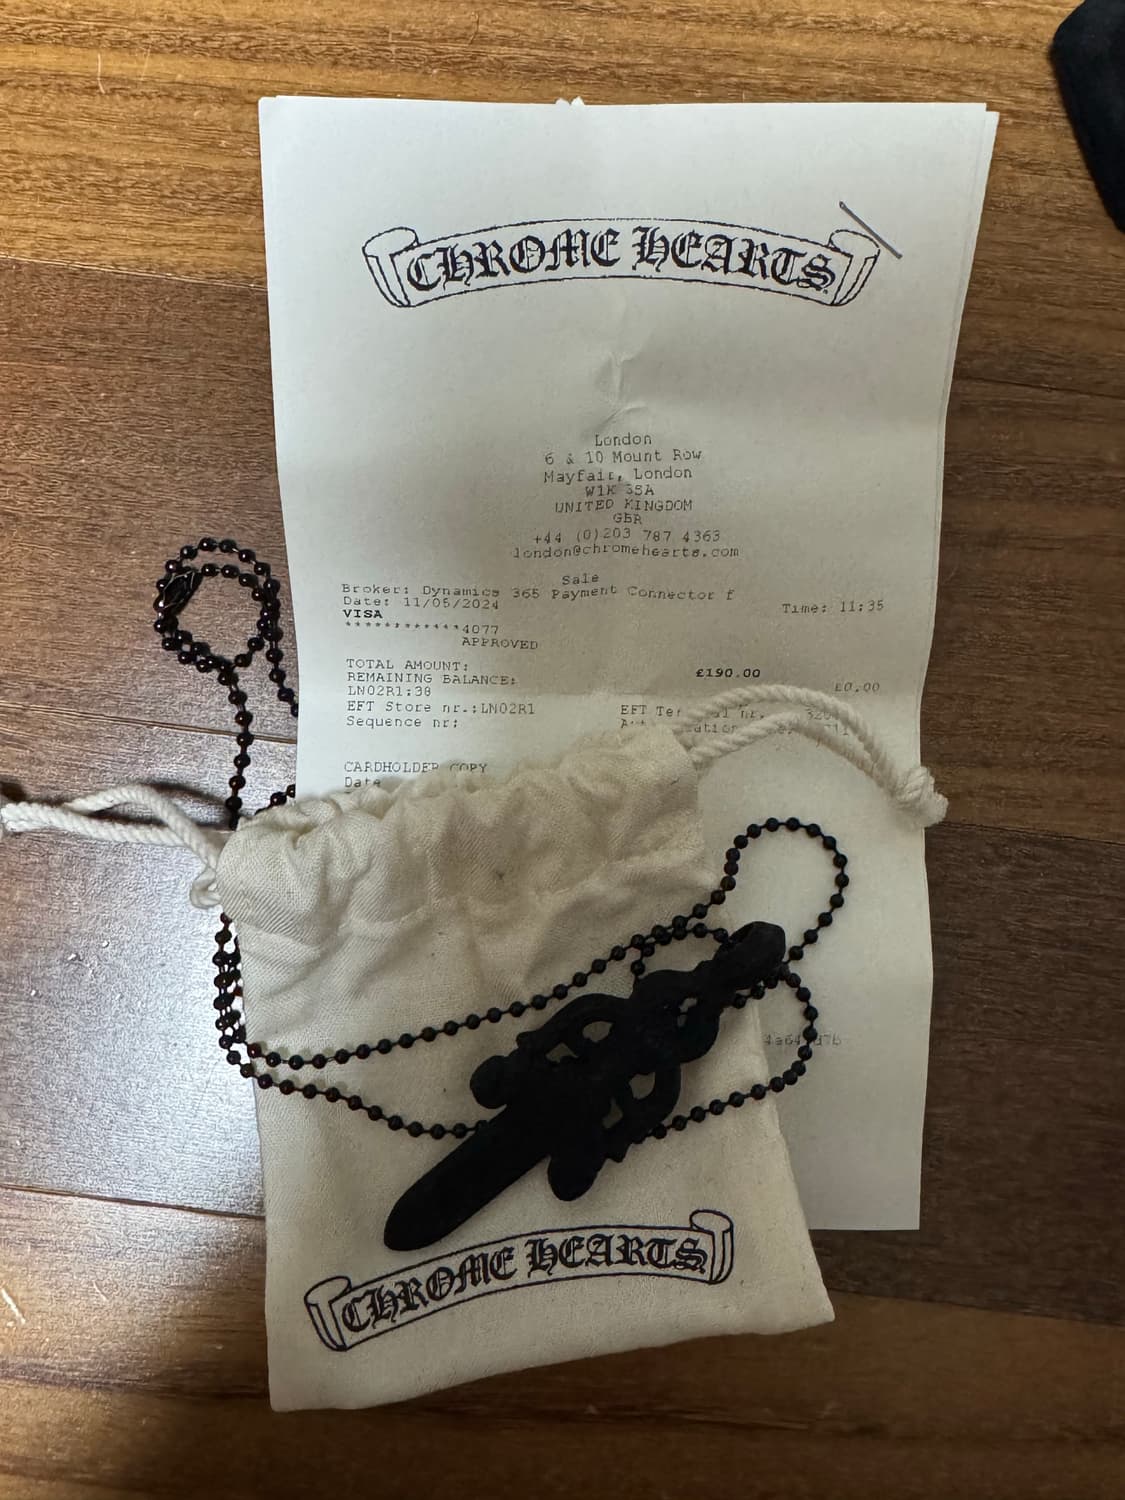 CHROME HEARTS
London
6 & 10 Mount Row
Mayfair, London
W1K 3SA
UNITED KINGDOM
GBR
+44 (0)203 787 4363
london@chromehearts.com
Sale
Broker: Dynamics 365 Payment Connector f
Date: 11/05/2024 Time: 11:35
VISA
************4077
APPROVED
TOTAL AMOUNT: £190.00
REMAINING BALANCE: £0.00
LN02R1:38
EFT Store nr.:LN02R1 EFT
Sequence nr:
CARDHOLDER COPY
Date
CHROME HEARTS